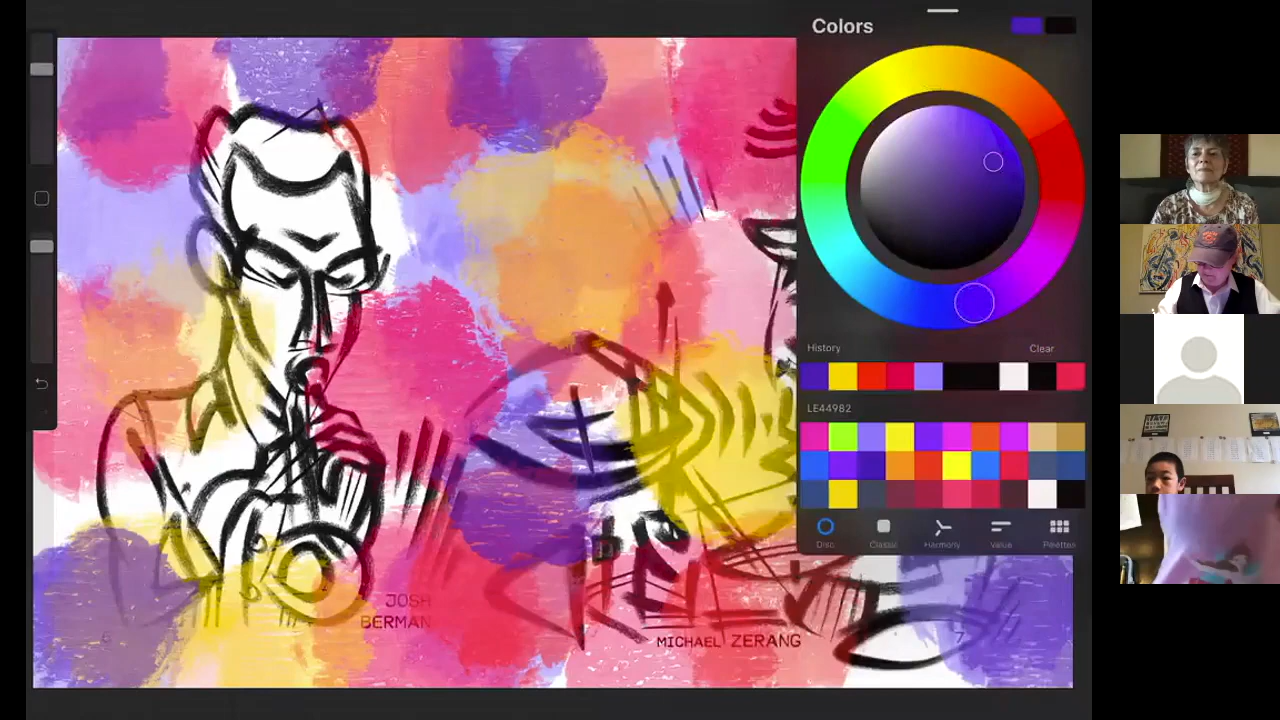 Colors
History
Clear
LE44982
Disc
Classic
Harmony
Value
Palettes
JOSH
BERMAN
MICHAEL ZERANG